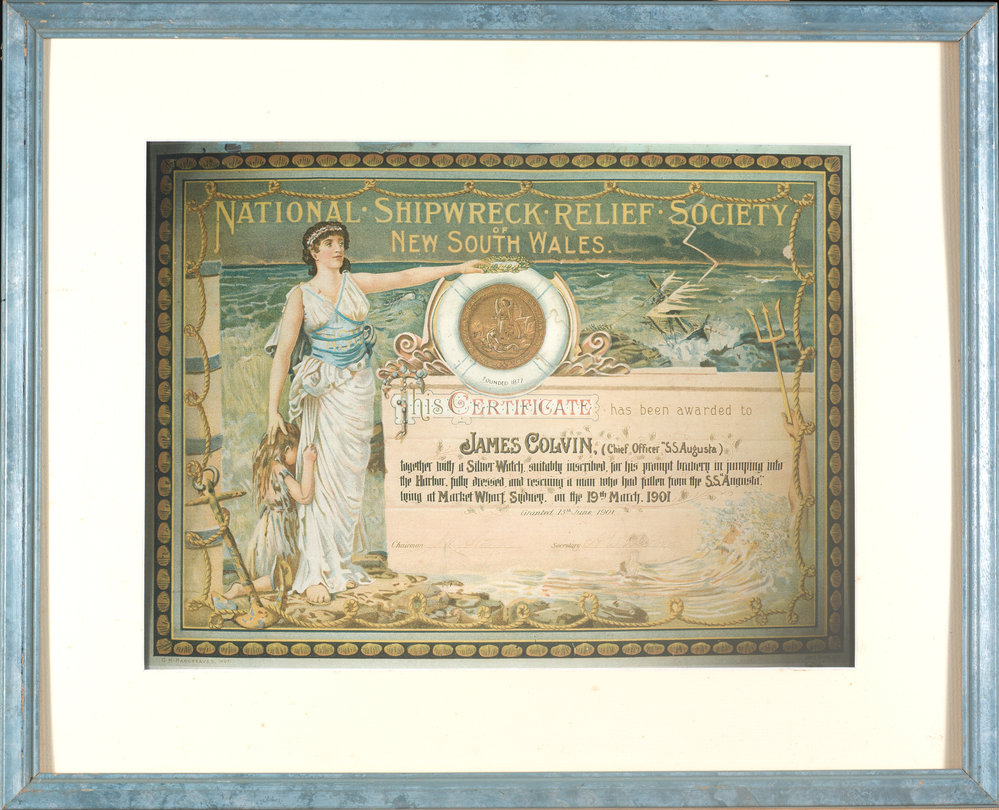 NATIONAL · SHIPWRECK · RELIEF · SOCIETY
OF
NEW SOUTH WALES.
FOUNDED 1877
This CERTIFICATE has been awarded to
JAMES COLVIN, (Chief Officer "S.S. Augusta)
together with a Silver Watch, suitably inscribed, for his prompt bravery in jumping into
the Harbor, fully dressed and rescuing a man who had fallen from the S.S. "Augusta",
lying at Market Wharf, Sydney, on the 19th March, 1901
Granted 13th June, 1901
Chairman
Secretary